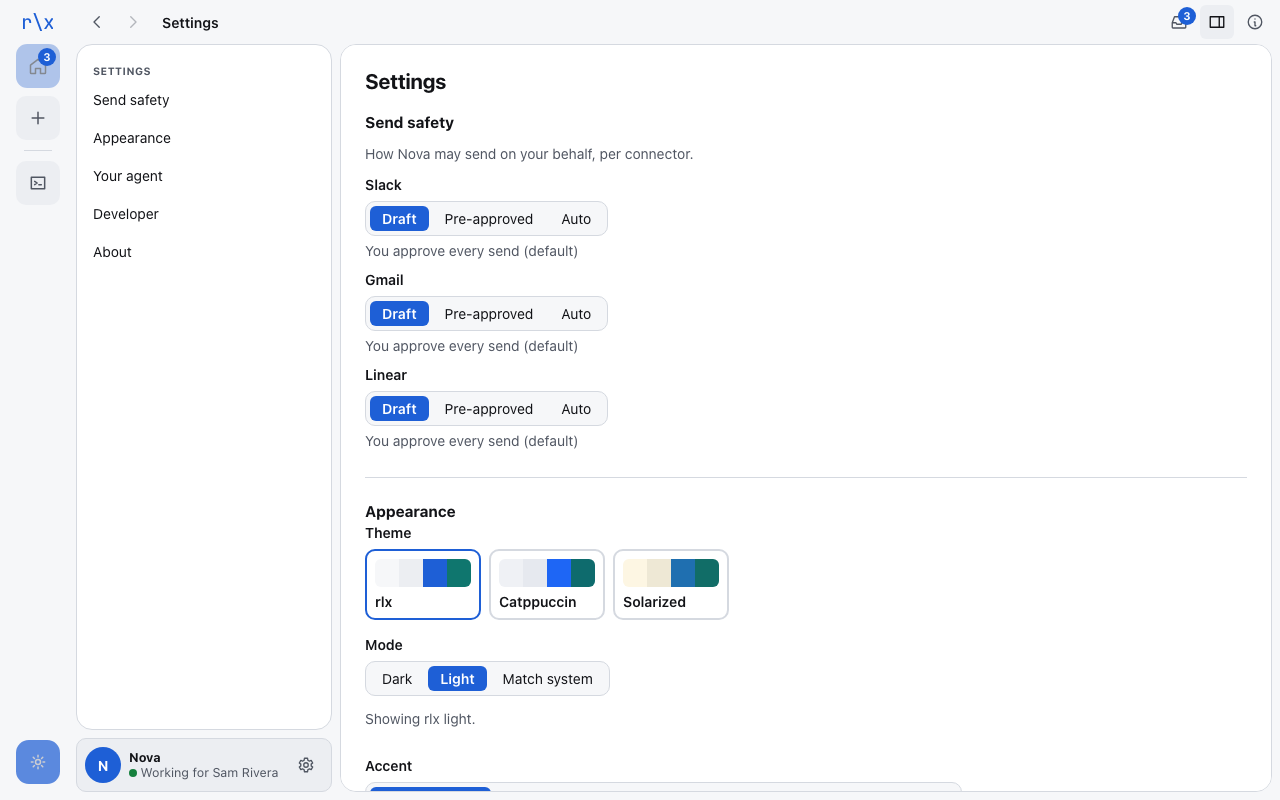 r\x
Settings
3
3
SETTINGS
Send safety
Appearance
Your agent
Developer
About
N
Nova
Working for Sam Rivera
Settings
Send safety
How Nova may send on your behalf, per connector.
Slack
Draft Pre-approved Auto
You approve every send (default)
Gmail
Draft Pre-approved Auto
You approve every send (default)
Linear
Draft Pre-approved Auto
You approve every send (default)
Appearance
Theme
rlx Catppuccin Solarized
Mode
Dark Light Match system
Showing rlx light.
Accent